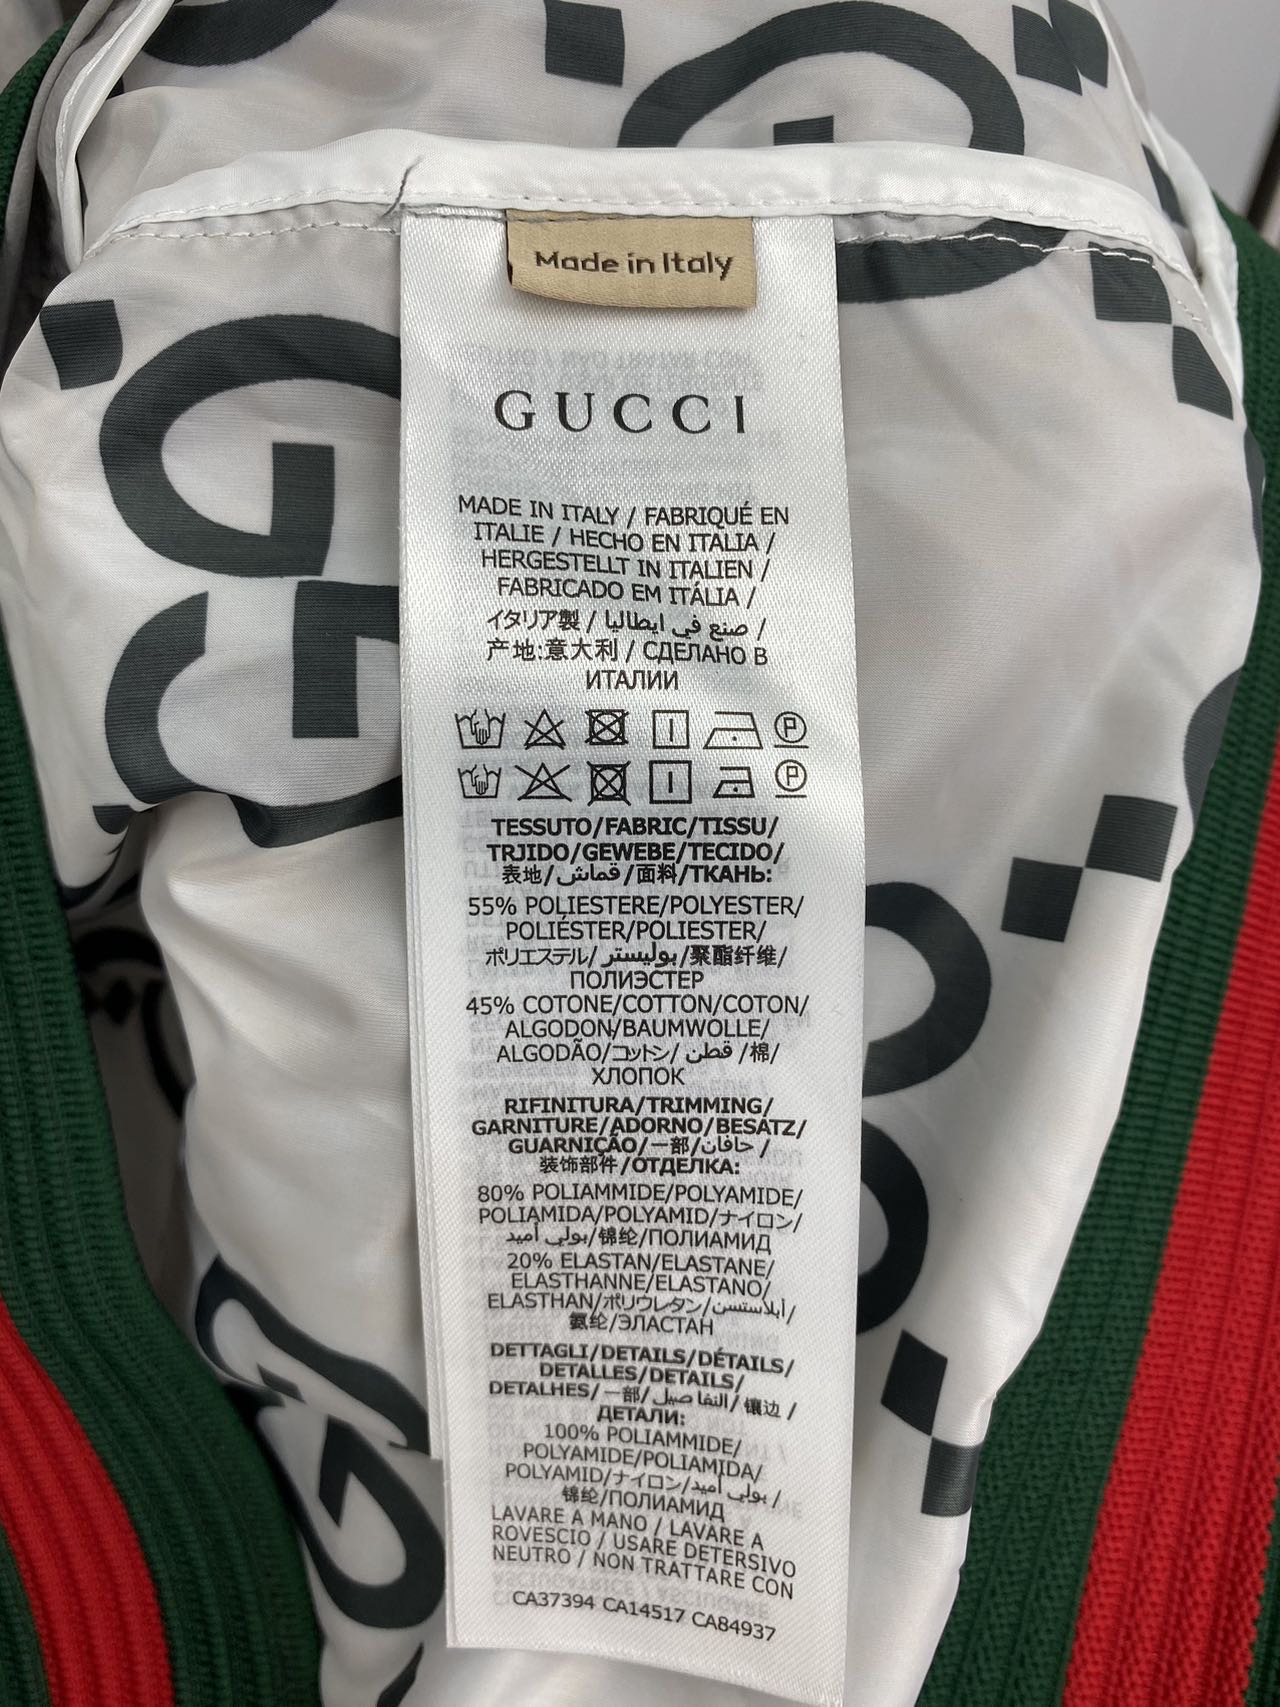 Made in Italy
GUCCI
MADE IN ITALY / FABRIQUÉ EN
ITALIE / HECHO EN ITALIA /
HERGESTELLT IN ITALIEN /
FABRICADO EM ITÁLIA /
イタリア製 / صنع في ايطاليا /
产地:意大利 / СДЕЛАНО В
ИТАЛИИ
TESSUTO/FABRIC/TISSU/
TRJIDO/GEWEBE/TECIDO/
表地/قماش/面料/ТКАНЬ:
55% POLIESTERE/POLYESTER/
POLIÉSTER/POLIESTER/
ポリエステル/بوليستر/聚酯纤维/
ПОЛИЭСТЕР
45% COTONE/COTTON/COTON/
ALGODON/BAUMWOLLE/
ALGODÃO/コットン/قطن/棉/
ХЛОПОК
RIFINITURA/TRIMMING/
GARNITURE/ADORNO/BESATZ/
GUARNIÇÃO/一部/حافان/
装饰部件/ОТДЕЛКА:
80% POLIAMMIDE/POLYAMIDE/
POLIAMIDA/POLYAMID/ナイロン/
بولي أميد/锦纶/ПОЛИАМИД
20% ELASTAN/ELASTANE/
ELASTHANNE/ELASTANO/
ELASTHAN/ポリウレタン/أيلاستسن/
氨纶/ЭЛАСТАН
DETTAGLI/DETAILS/DÉTAILS/
DETALLES/DETAILS/
DETALHES/一部/التفاصيل/镶边 /
ДЕТАЛИ:
100% POLIAMMIDE/
POLYAMIDE/POLIAMIDA/
POLYAMID/ナイロン/بولي أميد/
锦纶/ПОЛИАМИД
LAVARE A MANO / LAVARE A
ROVESCIO / USARE DETERSIVO
NEUTRO / NON TRATTARE CON
CA37394 CA14517 CA84937